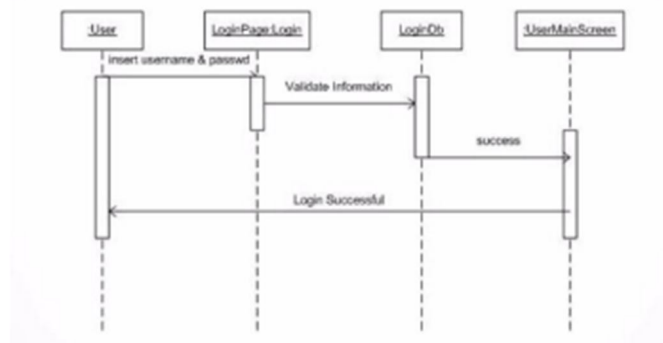 :User
LoginPage:Login
LoginDb
:UserMainScreen
insert username & passwd
Validate Information
success
Login Successful